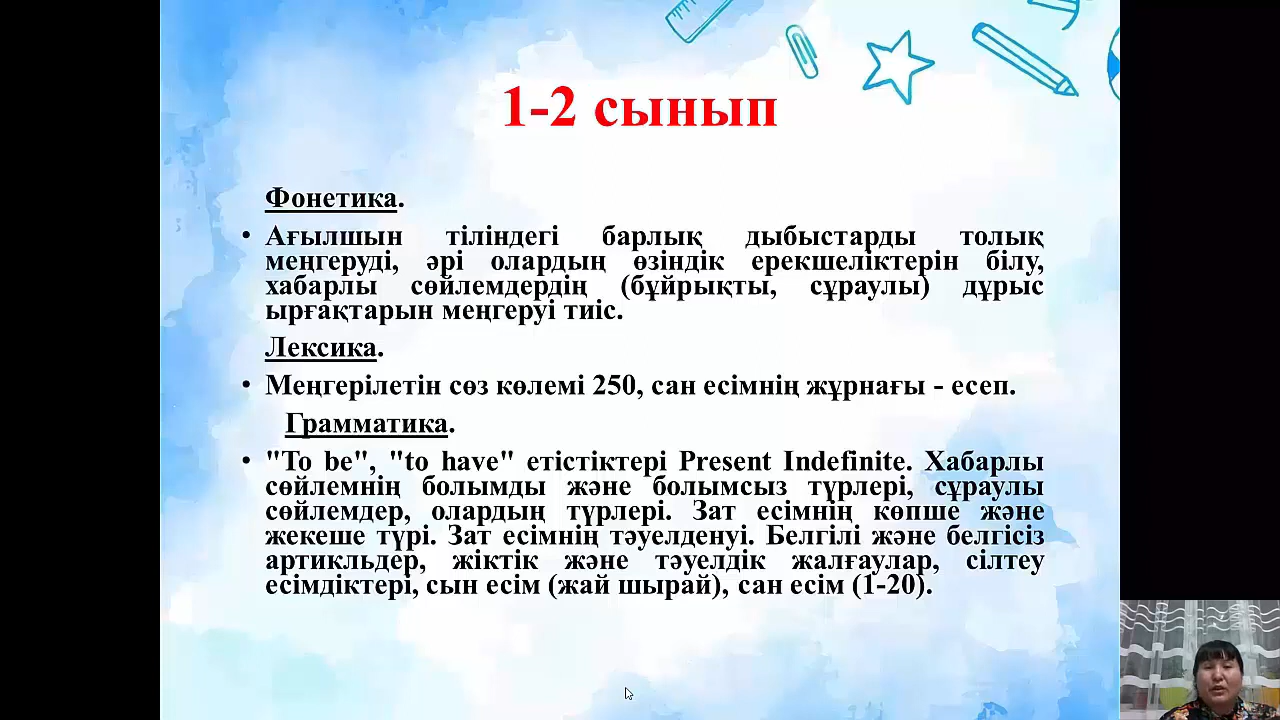 1-2 сынып
Фонетика.
• Ағылшын тіліндегі барлық дыбыстарды толық
меңгеруді, әрі олардың өзіндік ерекшеліктерін білу,
хабарлы сөйлемдердің (бұйрықты, сұраулы) дұрыс
ырғақтарын меңгеруі тиіс.
Лексика.
• Меңгерілетін сөз көлемі 250, сан есімнің жұрнағы - есеп.
Грамматика.
• "To be", "to have" етістіктері Present Indefinite. Хабарлы
сөйлемнің болымды және болымсыз түрлері, сұраулы
сөйлемдер, олардың түрлері. Зат есімнің көпше және
жекеше түрі. Зат есімнің тәуелденуі. Белгілі және белгісіз
артикльдер, жіктік және тәуелдік жалғаулар, сілтеу
есімдіктері, сын есім (жай шырай), сан есім (1-20).